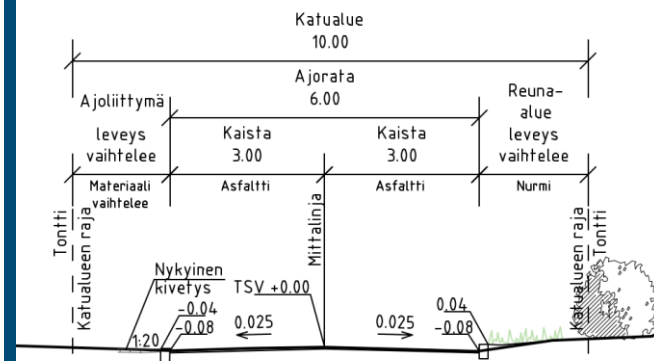 Katualue
10.00
Ajorata
6.00
Ajoliittymä
leveys
vaihtelee
Kaista
3.00
Kaista
3.00
Reuna-
alue
leveys
vaihtelee
Materiaali
vaihtelee
Asfaltti
Asfaltti
Nurmi
Tontti
Katualueen raja
Mittalinja
Katualueen raja
Tontti
Nykyinen
kivetys
TSV +0.00
-0.04
-0.08
0.025
0.025
0.04
-0.08
1:20